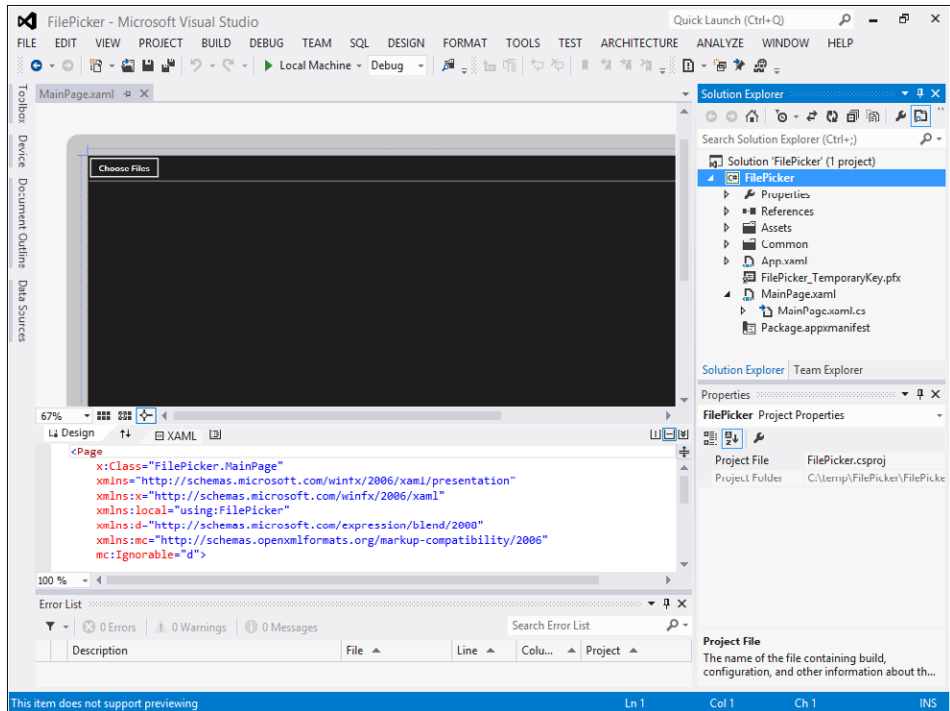 FilePicker - Microsoft Visual Studio
Quick Launch (Ctrl+Q)
FILE EDIT VIEW PROJECT BUILD DEBUG TEAM SQL DESIGN FORMAT TOOLS TEST ARCHITECTURE ANALYZE WINDOW HELP
Local Machine Debug
Toolbox
Device
Document Outline
Data Sources
MainPage.xaml
Choose Files
67%
Design XAML
<Page
x:Class="FilePicker.MainPage"
xmlns="http://schemas.microsoft.com/winfx/2006/xaml/presentation"
xmlns:x="http://schemas.microsoft.com/winfx/2006/xaml"
xmlns:local="using:FilePicker"
xmlns:d="http://schemas.microsoft.com/expression/blend/2008"
xmlns:mc="http://schemas.openxmlformats.org/markup-compatibility/2006"
mc:Ignorable="d">
100 %
Error List
0 Errors 0 Warnings 0 Messages
Search Error List
Description File Line Colu... Project
Solution Explorer
Search Solution Explorer (Ctrl+;)
Solution 'FilePicker' (1 project)
C# FilePicker
Properties
References
Assets
Common
App.xaml
FilePicker_TemporaryKey.pfx
MainPage.xaml
MainPage.xaml.cs
Package.appxmanifest
Solution Explorer Team Explorer
Properties
FilePicker Project Properties
Project File FilePicker.csproj
Project Folder C:\temp\FilePicker\FilePicke
Project File
The name of the file containing build,
configuration, and other information about th...
This item does not support previewing
Ln 1 Col 1 Ch 1 INS